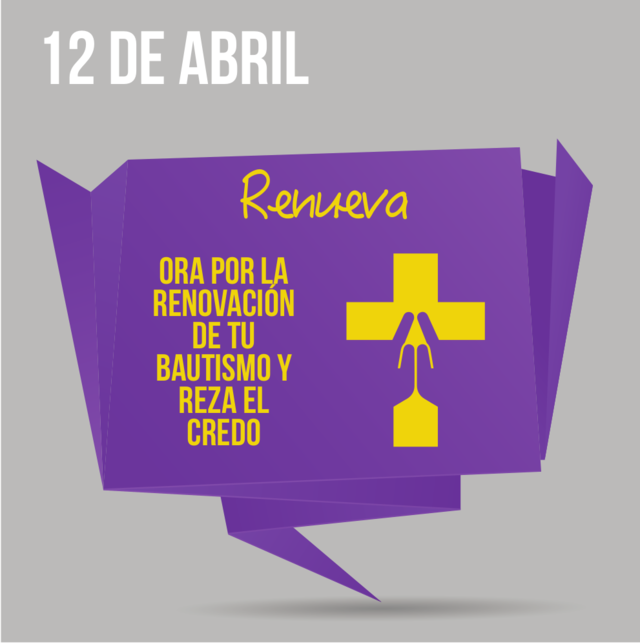 12 DE ABRIL
Renueva
ORA POR LA
RENOVACIÓN
DE TU
BAUTISMO Y
REZA EL
CREDO